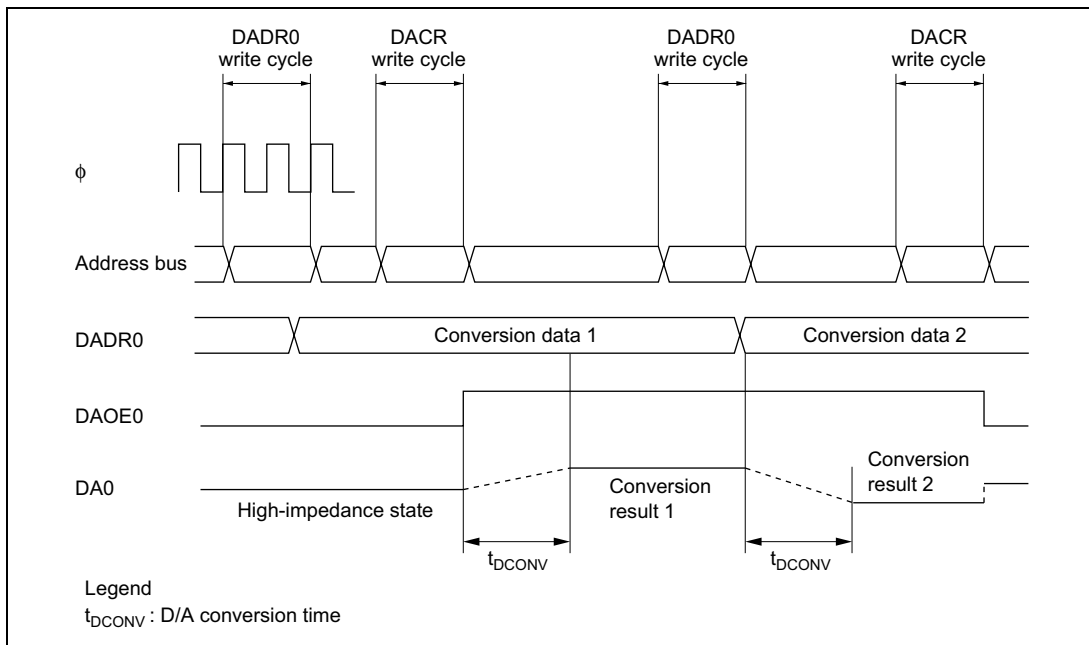 DADR0
write cycle
DACR
write cycle
DADR0
write cycle
DACR
write cycle
ϕ
Address bus
DADR0
Conversion data 1
Conversion data 2
DAOE0
DA0
High-impedance state
Conversion
result 1
Conversion
result 2
tDCONV
tDCONV
Legend
tDCONV : D/A conversion time